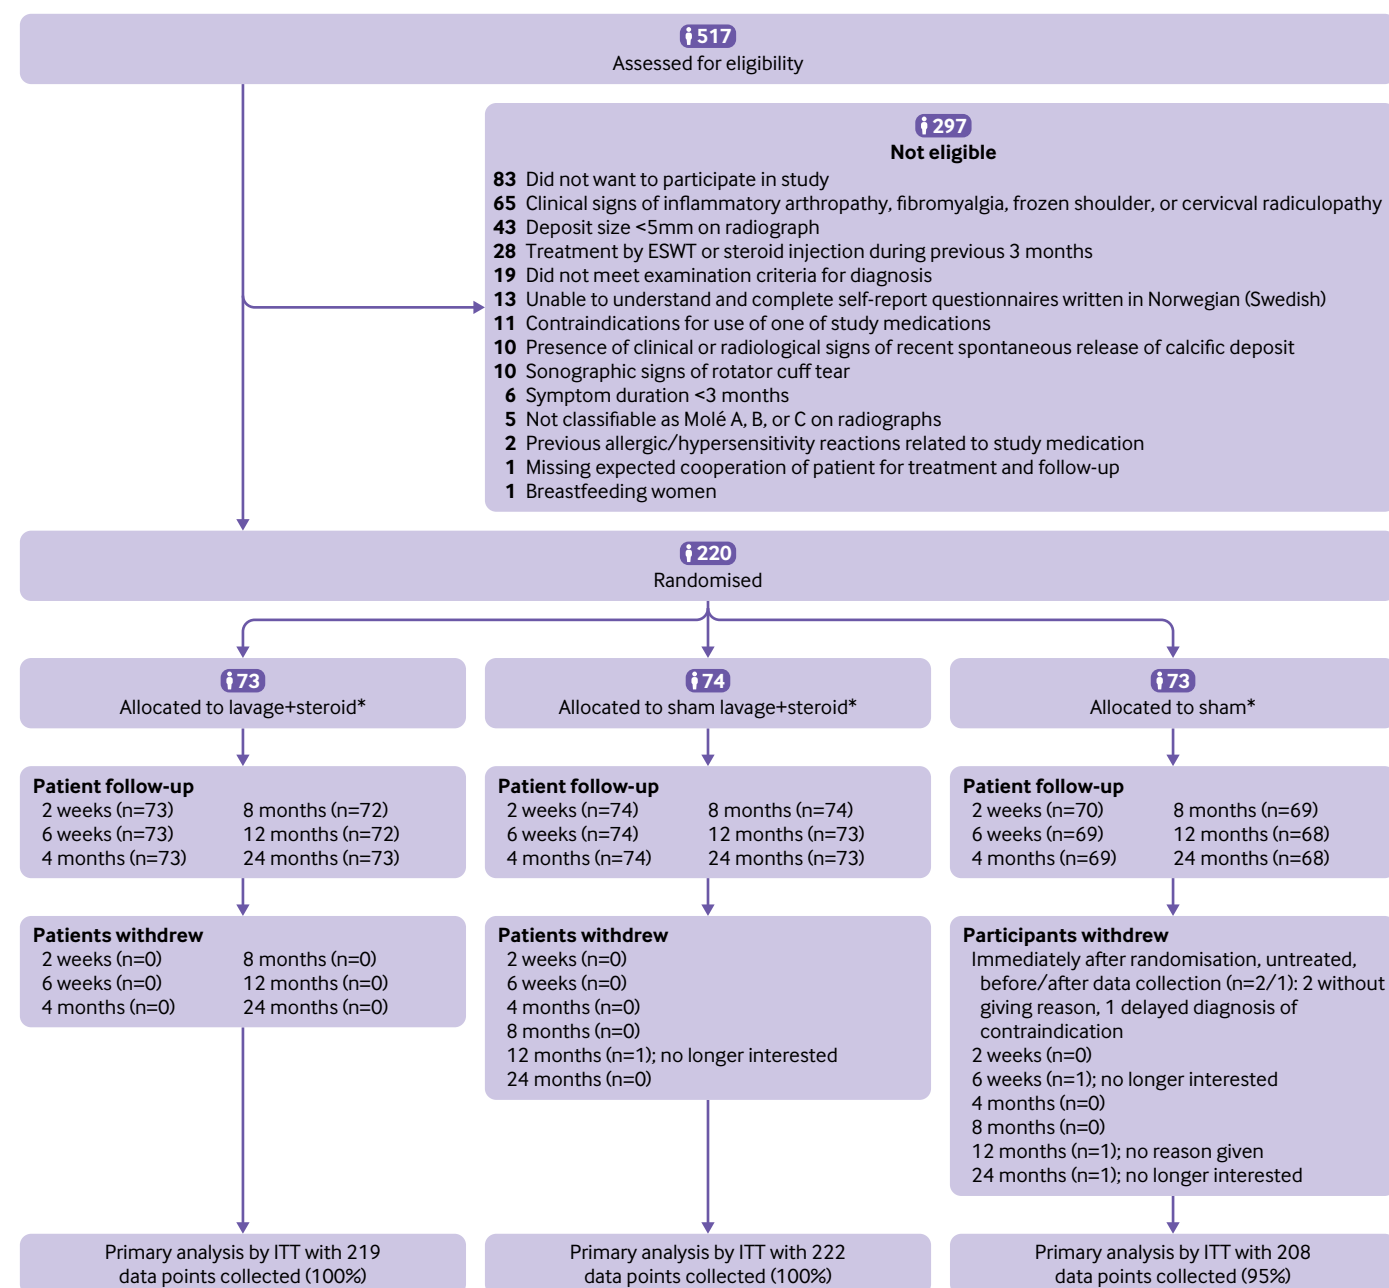 517
Assessed for eligibility
297
Not eligible
83 Did not want to participate in study
65 Clinical signs of inflammatory arthropathy, fibromyalgia, frozen shoulder, or cervicval radiculopathy
43 Deposit size <5mm on radiograph
28 Treatment by ESWT or steroid injection during previous 3 months
19 Did not meet examination criteria for diagnosis
13 Unable to understand and complete self-report questionnaires written in Norwegian (Swedish)
11 Contraindications for use of one of study medications
10 Presence of clinical or radiological signs of recent spontaneous release of calcific deposit
10 Sonographic signs of rotator cuff tear
6 Symptom duration <3 months
5 Not classifiable as Molé A, B, or C on radiographs
2 Previous allergic/hypersensitivity reactions related to study medication
1 Missing expected cooperation of patient for treatment and follow-up
1 Breastfeeding women
220
Randomised
73
Allocated to lavage+steroid*
74
Allocated to sham lavage+steroid*
73
Allocated to sham*
Patient follow-up
2 weeks (n=73) 8 months (n=72)
6 weeks (n=73) 12 months (n=72)
4 months (n=73) 24 months (n=73)
Patient follow-up
2 weeks (n=74) 8 months (n=74)
6 weeks (n=74) 12 months (n=73)
4 months (n=74) 24 months (n=73)
Patient follow-up
2 weeks (n=70) 8 months (n=69)
6 weeks (n=69) 12 months (n=68)
4 months (n=69) 24 months (n=68)
Patients withdrew
2 weeks (n=0) 8 months (n=0)
6 weeks (n=0) 12 months (n=0)
4 months (n=0) 24 months (n=0)
Patients withdrew
2 weeks (n=0)
6 weeks (n=0)
4 months (n=0)
8 months (n=0)
12 months (n=1); no longer interested
24 months (n=0)
Participants withdrew
Immediately after randomisation, untreated,
before/after data collection (n=2/1): 2 without
giving reason, 1 delayed diagnosis of
contraindication
2 weeks (n=0)
6 weeks (n=1); no longer interested
4 months (n=0)
8 months (n=0)
12 months (n=1); no reason given
24 months (n=1); no longer interested
Primary analysis by ITT with 219
data points collected (100%)
Primary analysis by ITT with 222
data points collected (100%)
Primary analysis by ITT with 208
data points collected (95%)